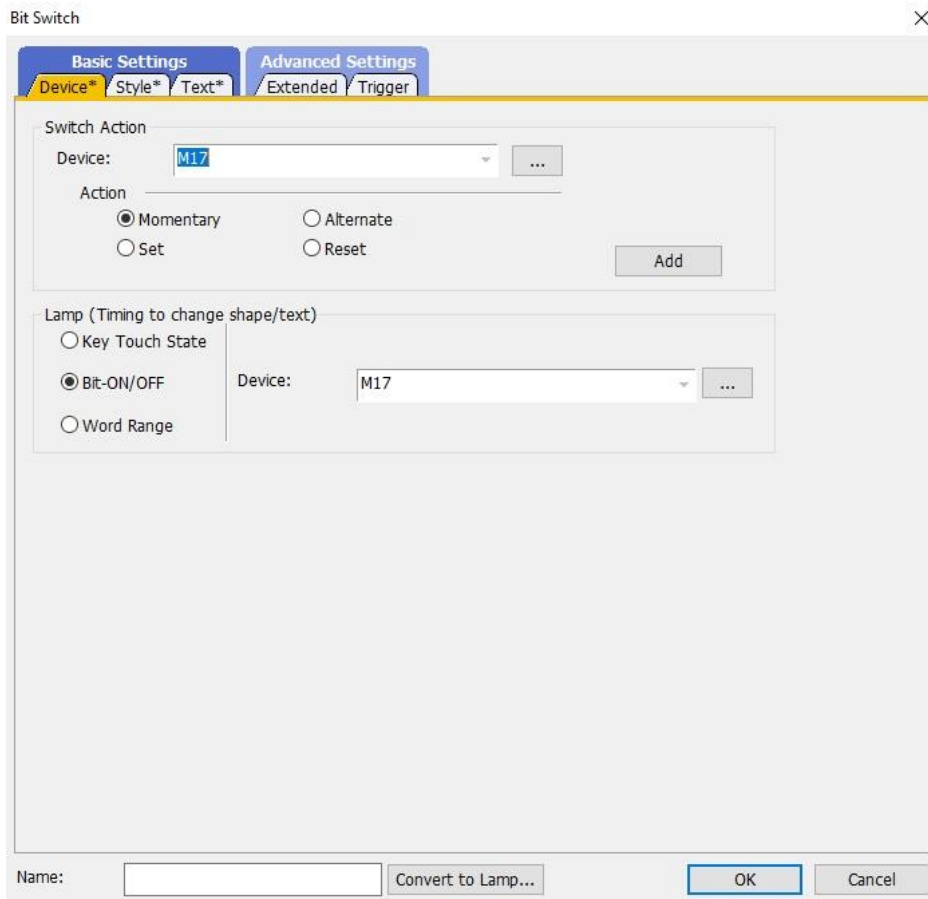 Bit Switch
Basic Settings
Advanced Settings
Device*
Style*
Text*
Extended
Trigger
Switch Action
Device:
M17
...
Action
Momentary
Alternate
Set
Reset
Add
Lamp (Timing to change shape/text)
Key Touch State
Bit-ON/OFF
Device:
M17
...
Word Range
Name:
Convert to Lamp...
OK
Cancel